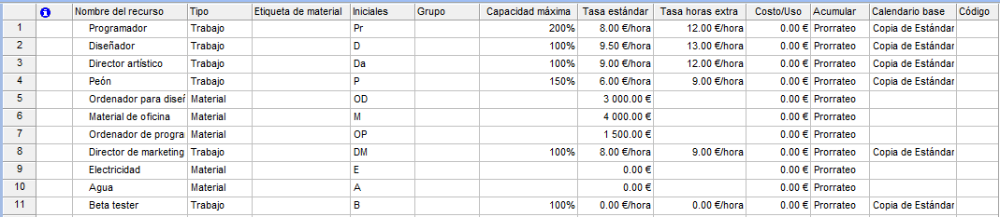 Nombre del recurso Tipo Etiqueta de material Iniciales Grupo Capacidad máxima Tasa estándar Tasa horas extra Costo/Uso Acumular Calendario base Código
1 Programador Trabajo Pr 200% 8.00 €/hora 12.00 €/hora 0.00 € Prorrateo Copia de Estándar
2 Diseñador Trabajo D 100% 9.50 €/hora 13.00 €/hora 0.00 € Prorrateo Copia de Estándar
3 Director artístico Trabajo Da 100% 9.00 €/hora 12.00 €/hora 0.00 € Prorrateo Copia de Estándar
4 Peón Trabajo P 150% 6.00 €/hora 9.00 €/hora 0.00 € Prorrateo Copia de Estándar
5 Ordenador para diseñ Material OD 3 000.00 € 0.00 € Prorrateo
6 Material de oficina Material M 4 000.00 € 0.00 € Prorrateo
7 Ordenador de progra Material OP 1 500.00 € 0.00 € Prorrateo
8 Director de marketing Trabajo DM 100% 8.00 €/hora 9.00 €/hora 0.00 € Prorrateo Copia de Estándar
9 Electricidad Material E 0.00 € 0.00 € Prorrateo
10 Agua Material A 0.00 € 0.00 € Prorrateo
11 Beta tester Trabajo B 100% 0.00 €/hora 0.00 €/hora 0.00 € Prorrateo Copia de Estándar